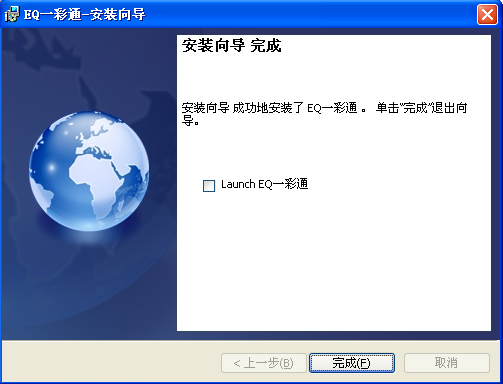 EQ一彩通-安装向导
安装向导 完成
安装向导 成功地安装了 EQ一彩通 。 单击“完成”退出向
导。
Launch EQ一彩通
< 上一步(B)
完成(F)
取消